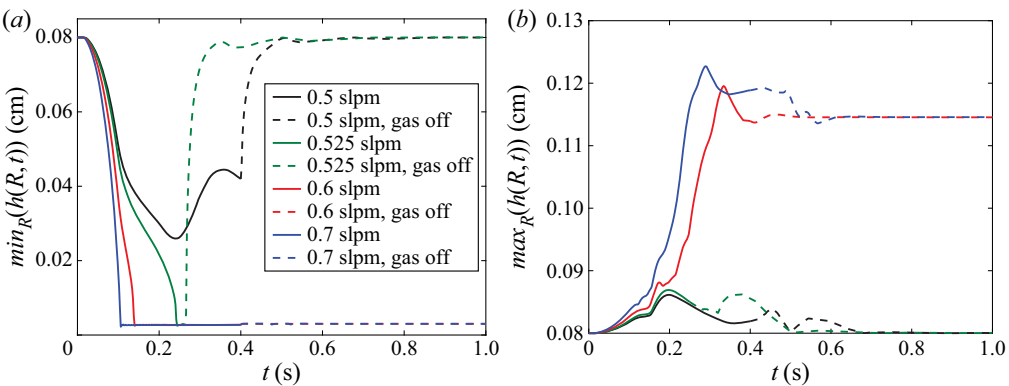 (a)
0.08
0.06
0.04
0.02
0
0.2
0.4
0.6
0.8
1.0
min_R(h(R, t)) (cm)
t (s)
0.5 slpm
0.5 slpm, gas off
0.525 slpm
0.525 slpm, gas off
0.6 slpm
0.6 slpm, gas off
0.7 slpm
0.7 slpm, gas off
(b)
0.13
0.12
0.11
0.10
0.09
0.08
0
0.2
0.4
0.6
0.8
1.0
max_R(h(R, t)) (cm)
t (s)